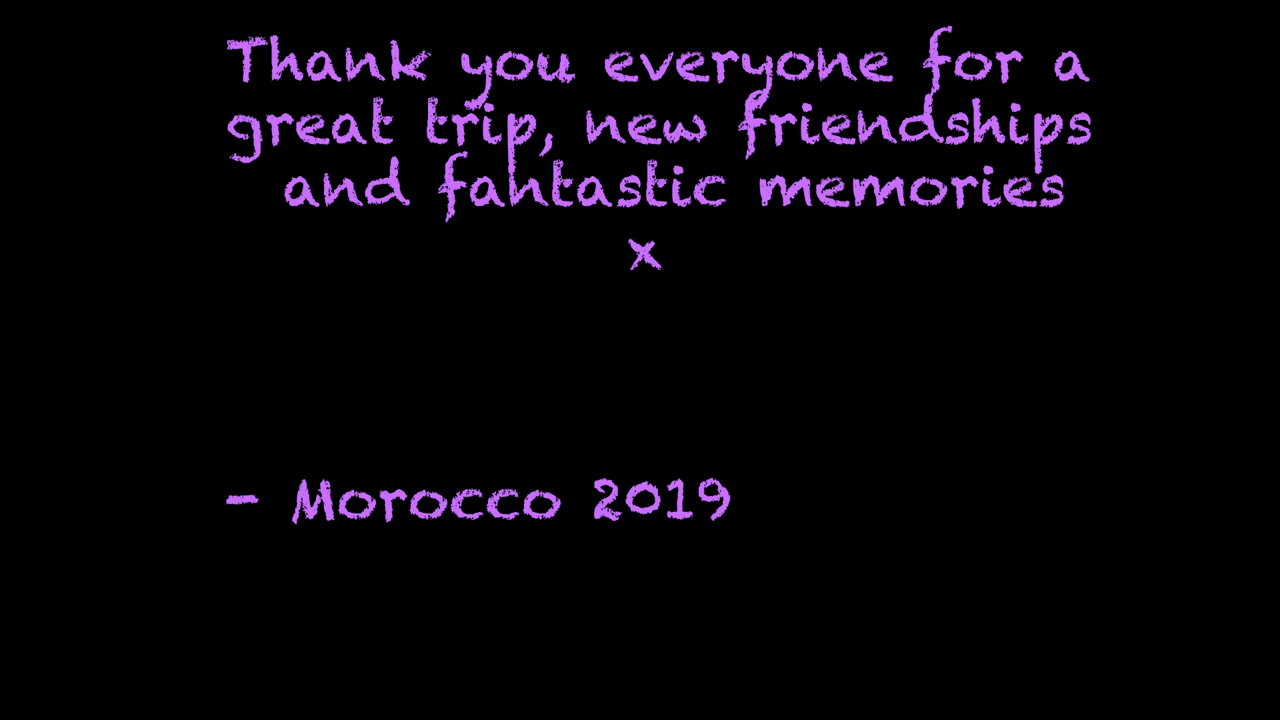 Thank you everyone for a
great trip, new friendships
and fantastic memories
x
- Morocco 2019